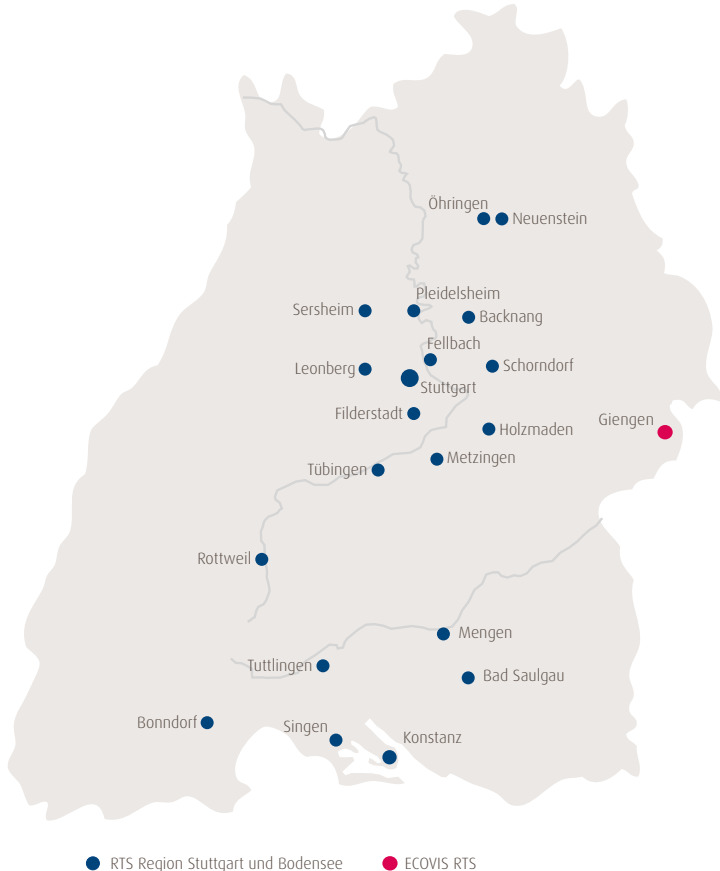 Öhringen
Neuenstein
Pleidelsheim
Sersheim
Backnang
Fellbach
Leonberg
Schorndorf
Stuttgart
Filderstadt
Giengen
Holzmaden
Metzingen
Tübingen
Rottweil
Mengen
Tuttlingen
Bad Saulgau
Bonndorf
Singen
Konstanz
RTS Region Stuttgart und Bodensee
ECOVIS RTS